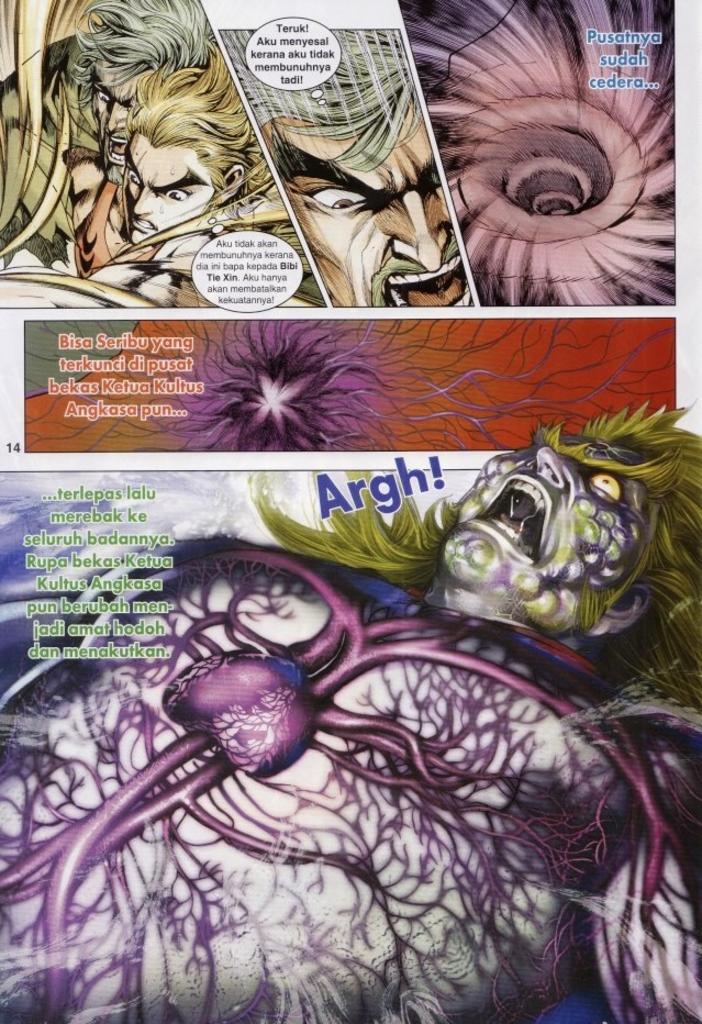 Teruk!
Aku menyesal
kerana aku tidak
membunuhnya
tadi!
Pusatnya
sudah
cedera...
Aku tidak akan
membunuh kerana
dia ini bapa kepada Bibi
Tie Xin. Aku hanya
akan membatalkan
kekuatannya!
Bisa Seribu yang
terkunci di pusat
bekas Ketua Kultus
Angkasa pun...
14
...terlepas lalu
merebak ke
seluruh badannya.
Rupa bekas Ketua
Kultus Angkasa
pun berubah men-
jadi amat hodoh
dan menakutkan.
Argh!